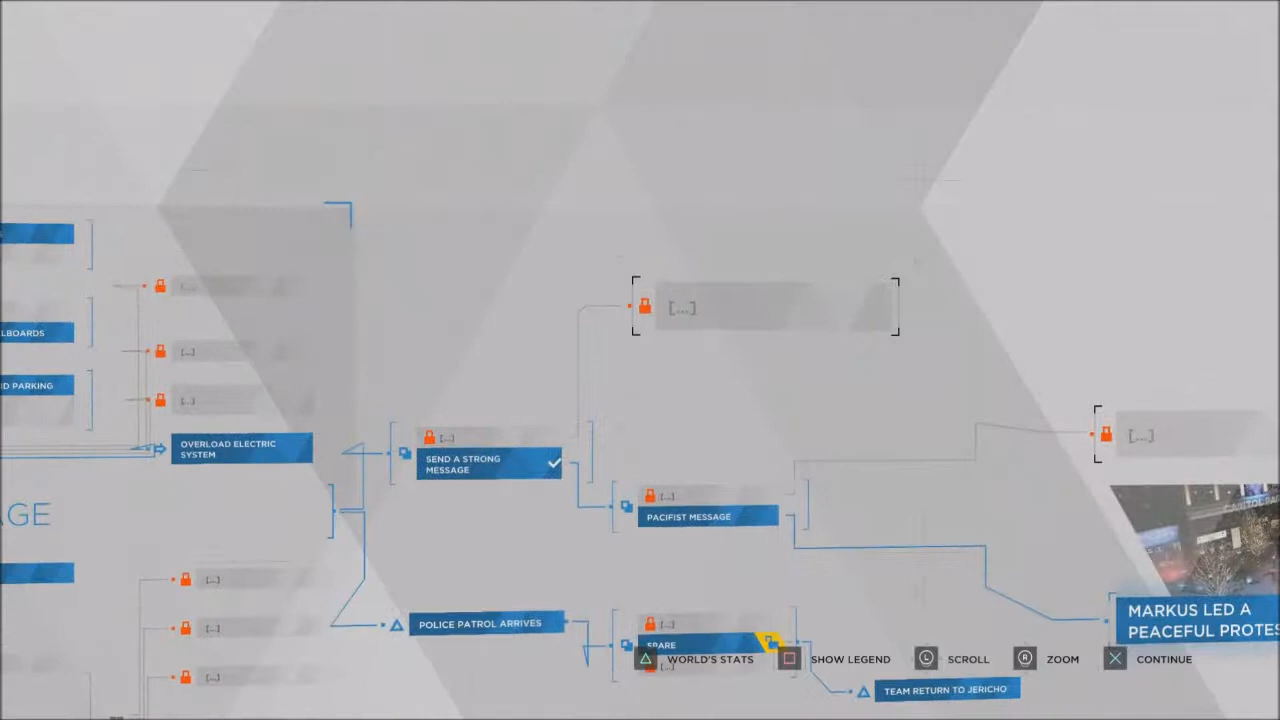 [...]
[...]
LBOARDS
[...]
D PARKING
[...]
[...]
OVERLOAD ELECTRIC
SYSTEM
[...]
SEND A STRONG
MESSAGE
[...]
[...]
PACIFIST MESSAGE
AGE
[...]
[...]
[...]
POLICE PATROL ARRIVES
[...]
SPARE
[...]
MARKUS LED A
PEACEFUL PROTES
WORLD'S STATS
SHOW LEGEND
L SCROLL
R ZOOM
CONTINUE
TEAM RETURN TO JERICHO